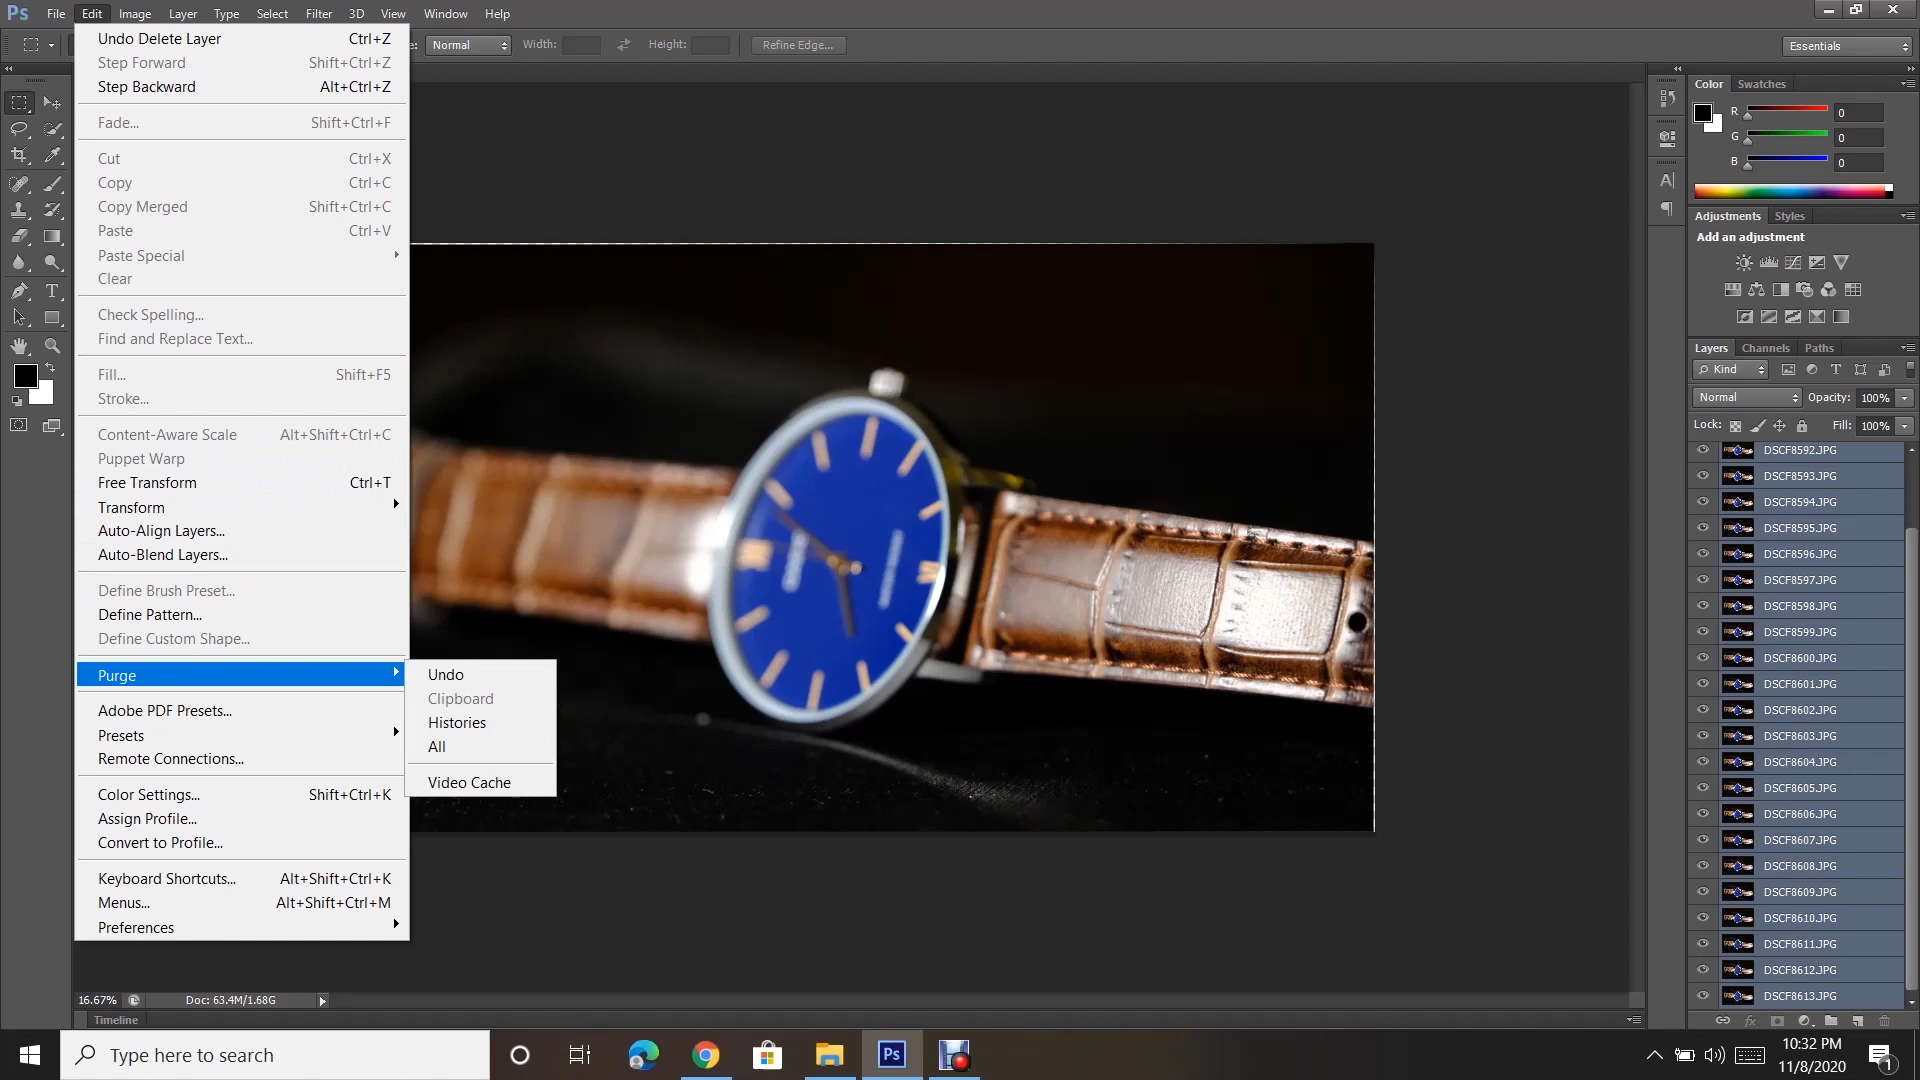 Ps File Edit Image Layer Type Select Filter 3D View Window Help
Normal Width: Height: Refine Edge... Essentials
Undo Delete Layer Ctrl+Z
Step Forward Shift+Ctrl+Z
Step Backward Alt+Ctrl+Z
Fade... Shift+Ctrl+F
Cut Ctrl+X
Copy Ctrl+C
Copy Merged Shift+Ctrl+C
Paste Ctrl+V
Paste Special
Clear
Check Spelling...
Find and Replace Text...
Fill... Shift+F5
Stroke...
Content-Aware Scale Alt+Shift+Ctrl+C
Puppet Warp
Free Transform Ctrl+T
Transform
Auto-Align Layers...
Auto-Blend Layers...
Define Brush Preset...
Define Pattern...
Define Custom Shape...
Purge
Adobe PDF Presets...
Presets
Remote Connections...
Color Settings... Shift+Ctrl+K
Assign Profile...
Convert to Profile...
Keyboard Shortcuts... Alt+Shift+Ctrl+K
Menus... Alt+Shift+Ctrl+M
Preferences
Undo
Clipboard
Histories
All
Video Cache
Color Swatches
R 0
G 0
B 0
Adjustments Styles
Add an adjustment
Layers Channels Paths
Kind
Normal Opacity: 100%
Lock: Fill: 100%
DSCF8592.JPG
DSCF8593.JPG
DSCF8594.JPG
DSCF8595.JPG
DSCF8596.JPG
DSCF8597.JPG
DSCF8598.JPG
DSCF8599.JPG
DSCF8600.JPG
DSCF8601.JPG
DSCF8602.JPG
DSCF8603.JPG
DSCF8604.JPG
DSCF8605.JPG
DSCF8606.JPG
DSCF8607.JPG
DSCF8608.JPG
DSCF8609.JPG
DSCF8610.JPG
DSCF8611.JPG
DSCF8612.JPG
DSCF8613.JPG
16.67% Doc: 63.4M/1.68G
Timeline
Type here to search
Ps
10:32 PM
11/8/2020
1